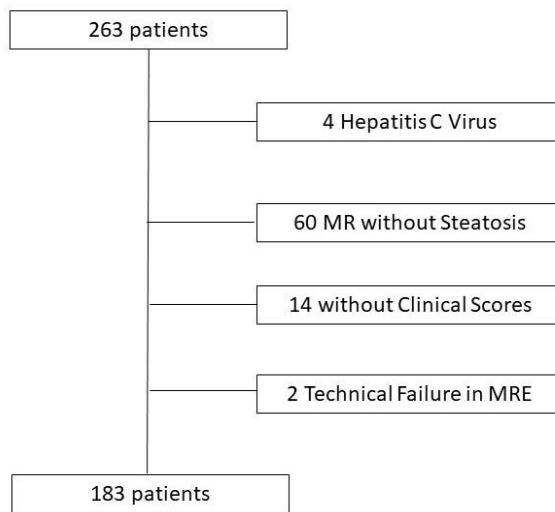 263 patients
4 Hepatitis C Virus
60 MR without Steatosis
14 without Clinical Scores
2 Technical Failure in MRE
183 patients